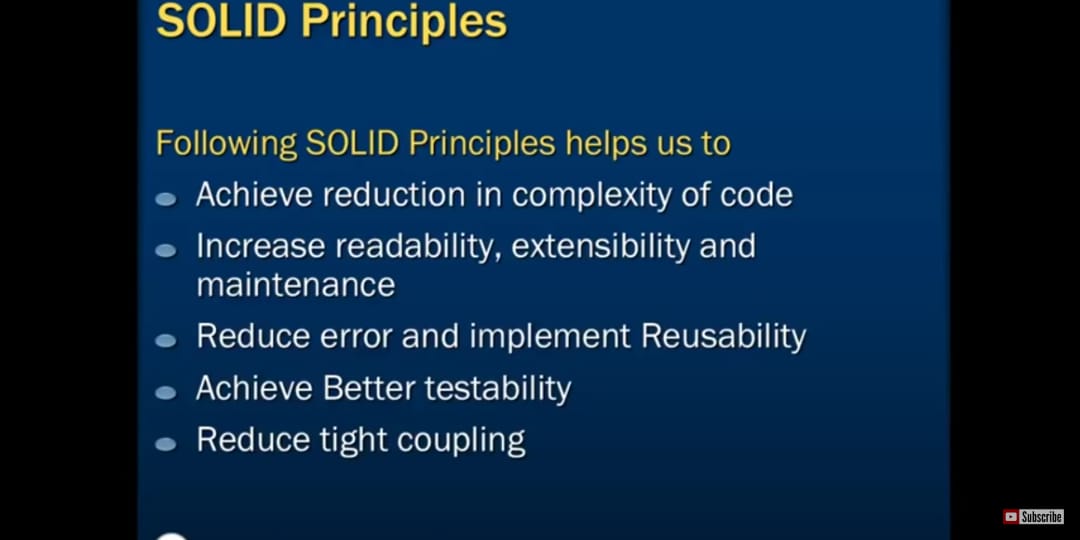 SOLID Principles
Following SOLID Principles helps us to
Achieve reduction in complexity of code
Increase readability, extensibility and
maintenance
Reduce error and implement Reusability
Achieve Better testability
Reduce tight coupling
Subscribe